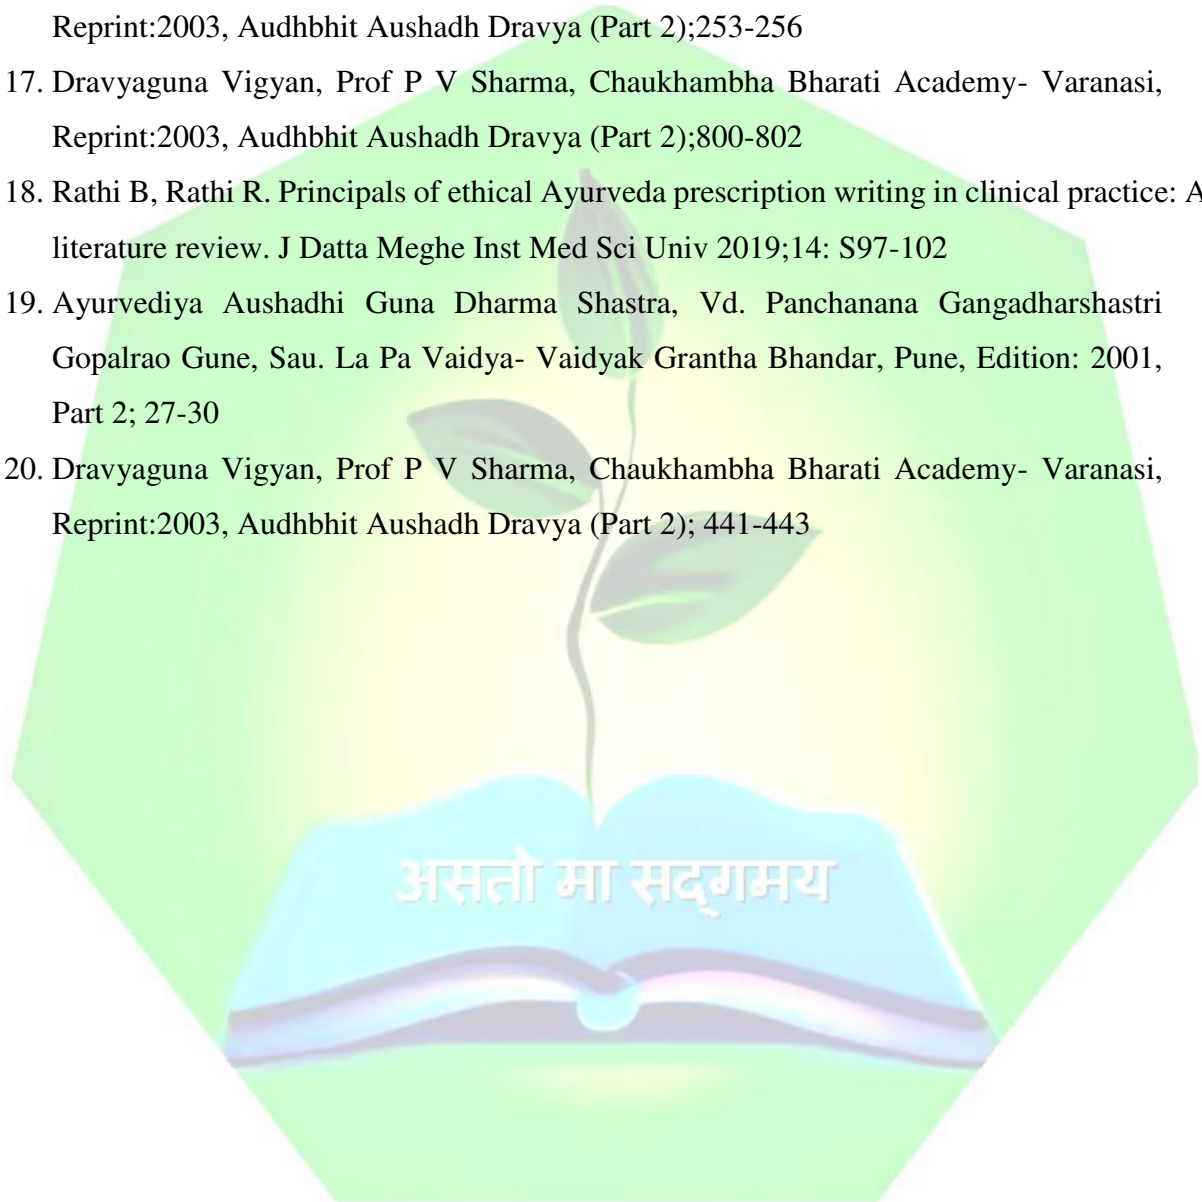 Reprint:2003, Audhbhit Aushadh Dravya (Part 2);253-256
17. Dravyaguna Vigyan, Prof P V Sharma, Chaukhambha Bharati Academy- Varanasi,
Reprint:2003, Audhbhit Aushadh Dravya (Part 2);800-802
18. Rathi B, Rathi R. Principals of ethical Ayurveda prescription writing in clinical practice: A
literature review. J Datta Meghe Inst Med Sci Univ 2019;14: S97-102
19. Ayurvediya Aushadhi Guna Dharma Shastra, Vd. Panchanana Gangadharshastri
Gopalrao Gune, Sau. La Pa Vaidya- Vaidyak Grantha Bhandar, Pune, Edition: 2001,
Part 2; 27-30
20. Dravyaguna Vigyan, Prof P V Sharma, Chaukhambha Bharati Academy- Varanasi,
Reprint:2003, Audhbhit Aushadh Dravya (Part 2); 441-443
असतो मा सद्गमय